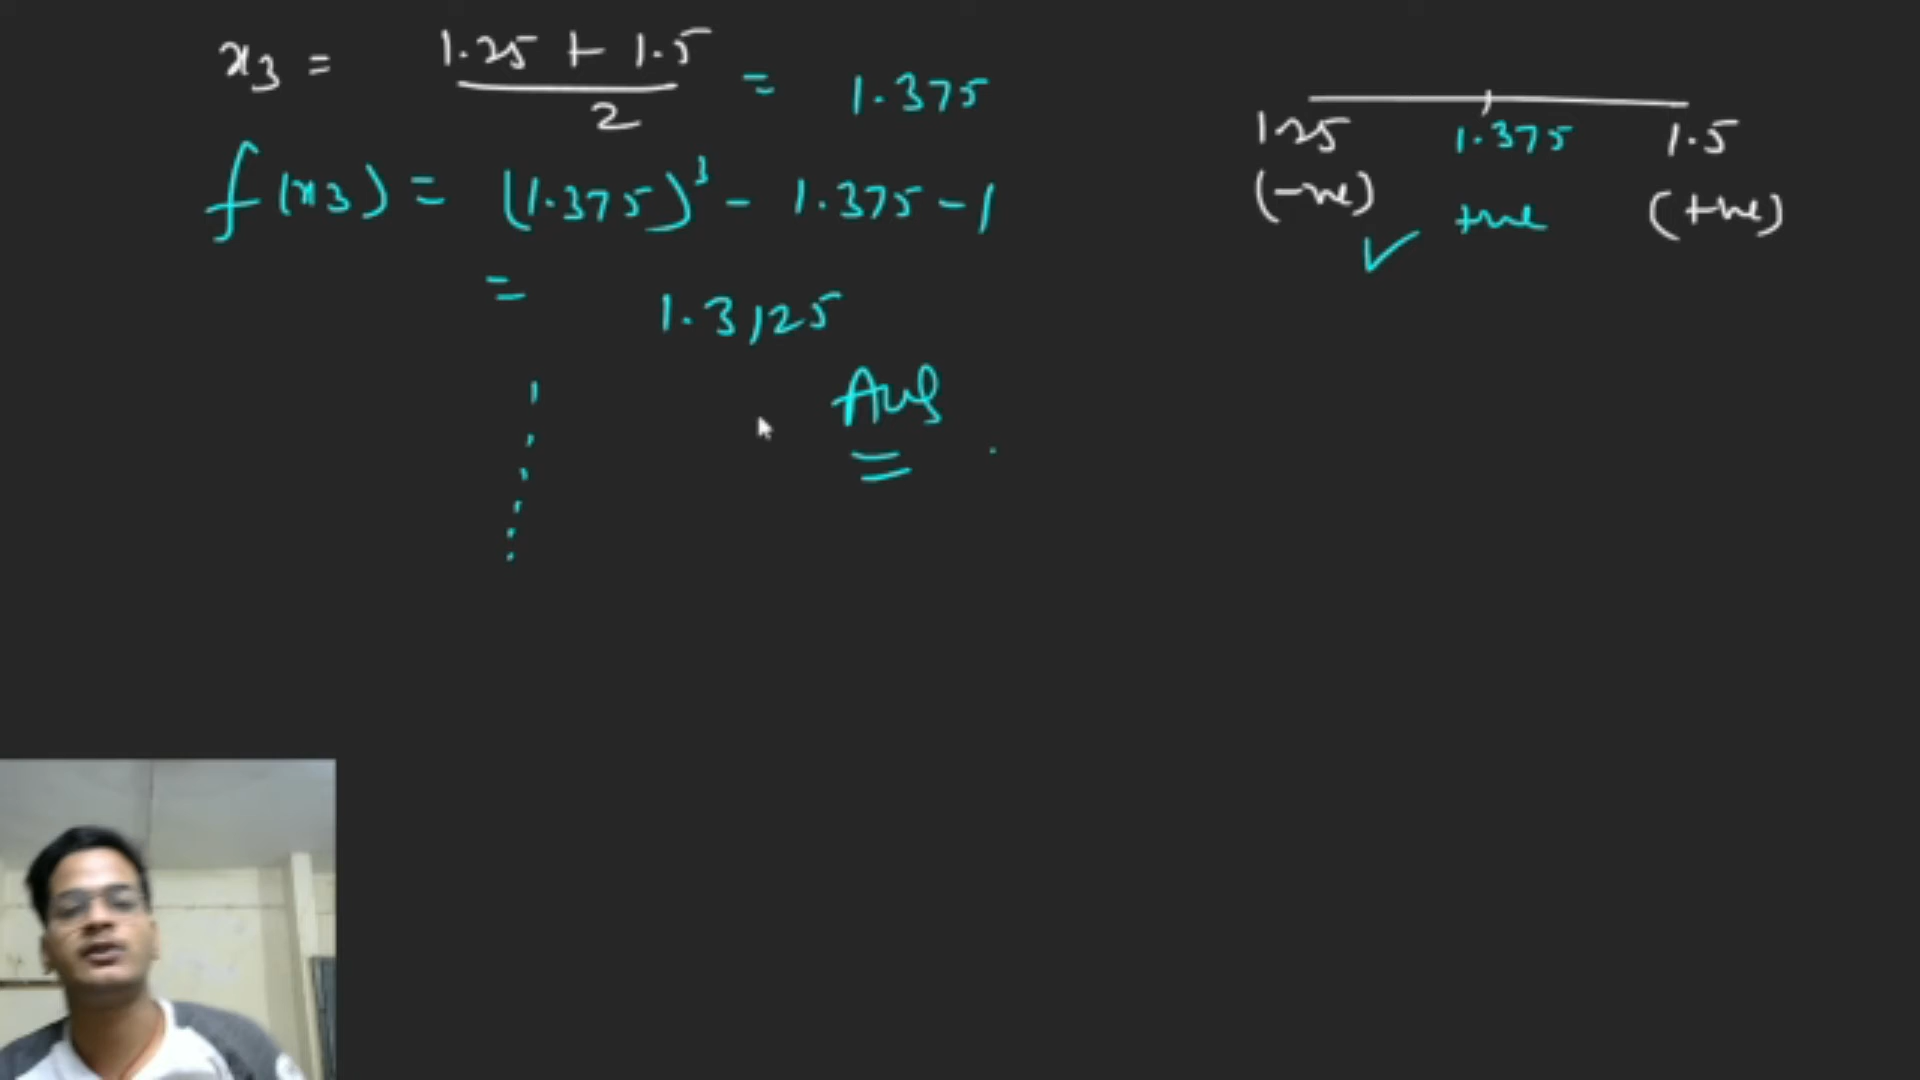 x3 = 1.25 + 1.5 / 2 = 1.375
f(x3) = (1.375)³ - 1.375 - 1
= 1.3125
Ans
1.25 1.375 1.5
(-ve) +ve (+ve)